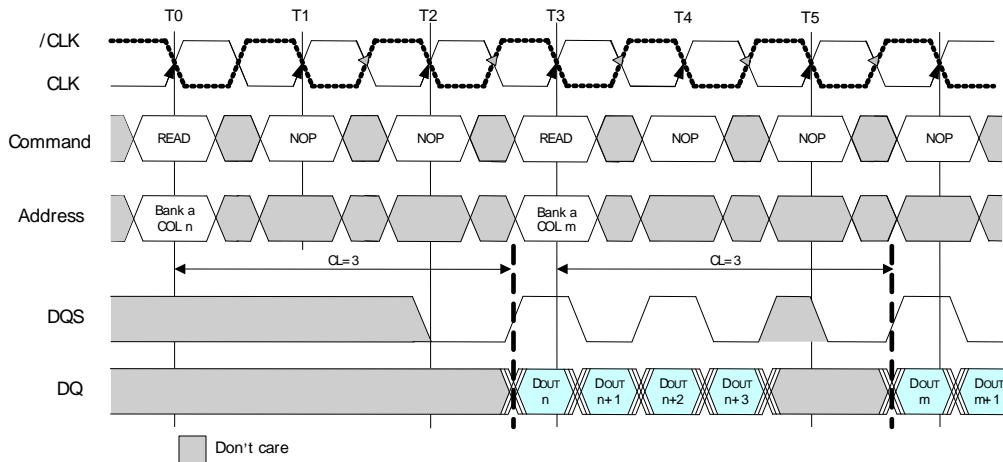 T0 T1 T2 T3 T4 T5
/CLK
CLK
Command READ NOP NOP READ NOP NOP NOP
Address Bank a Bank a
COL n COL m
CL=3 CL=3
DQS
DQ DOUT DOUT DOUT DOUT DOUT DOUT
n n+1 n+2 n+3 m m+1
Don't care